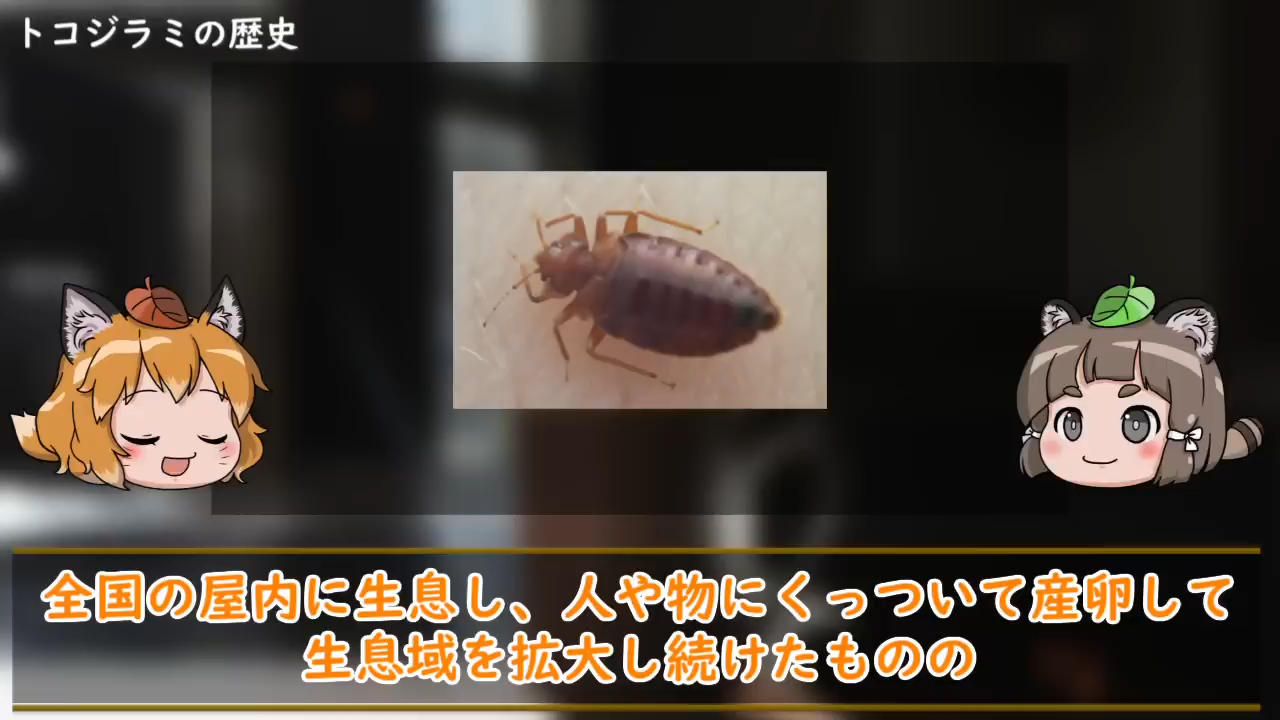 トコジラミの歴史
全国の屋内に生息し、人や物にくっついて産卵して
生息域を拡大し続けたものの